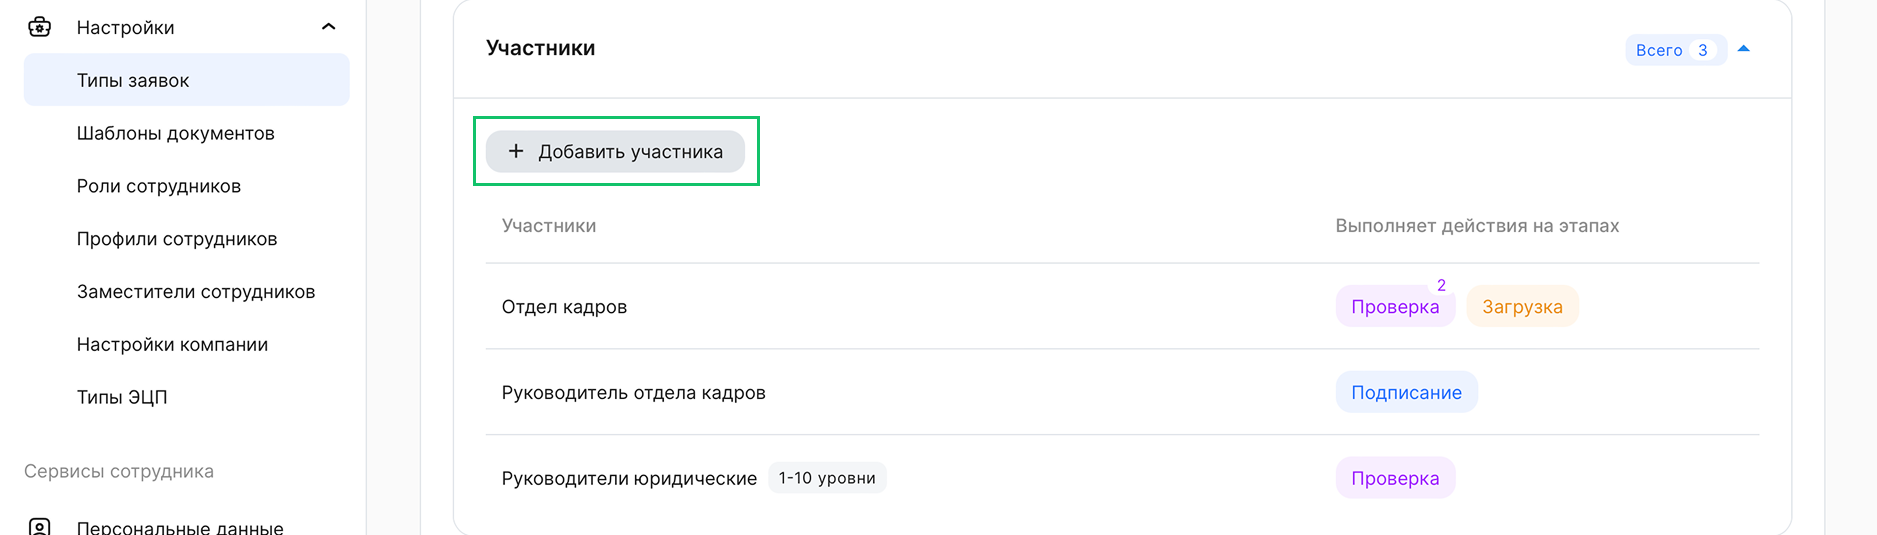 Настройки
Типы заявок
Шаблоны документов
Роли сотрудников
Профили сотрудников
Заместители сотрудников
Настройки компании
Типы ЭЦП
Сервисы сотрудника
Персональные данные
Участники
Всего 3
+ Добавить участника
Участники
Выполняет действия на этапах
Отдел кадров
Проверка 2
Загрузка
Руководитель отдела кадров
Подписание
Руководители юридические 1-10 уровни
Проверка